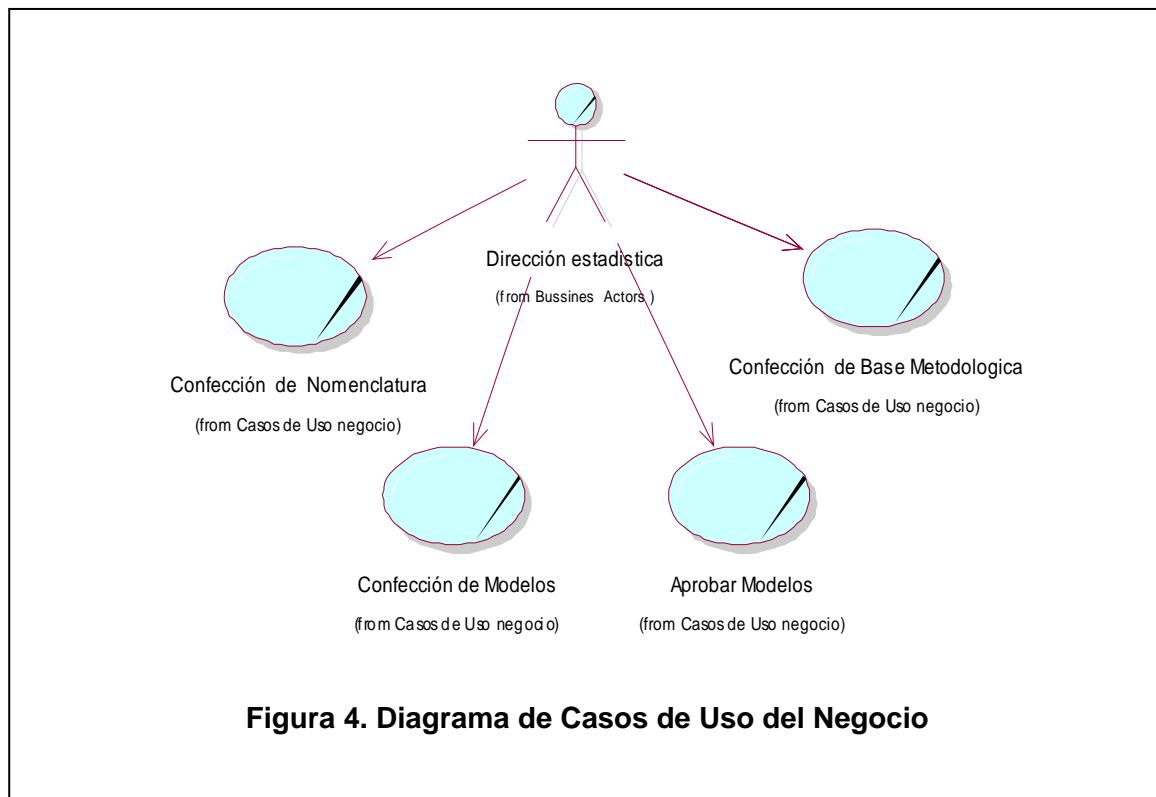 Dirección estadistica
(from Bussines Actors )
Confección de Nomenclatura
(from Casos de Uso negocio)
Confección de Base Metodologica
(from Casos de Uso negocio)
Confección de Modelos
(from Casos de Uso negocio)
Aprobar Modelos
(from Casos de Uso negocio)
Figura 4. Diagrama de Casos de Uso del Negocio